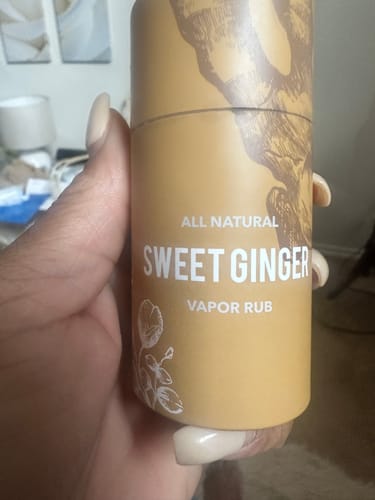 ALL NATURAL
SWEET GINGER
VAPOR RUB